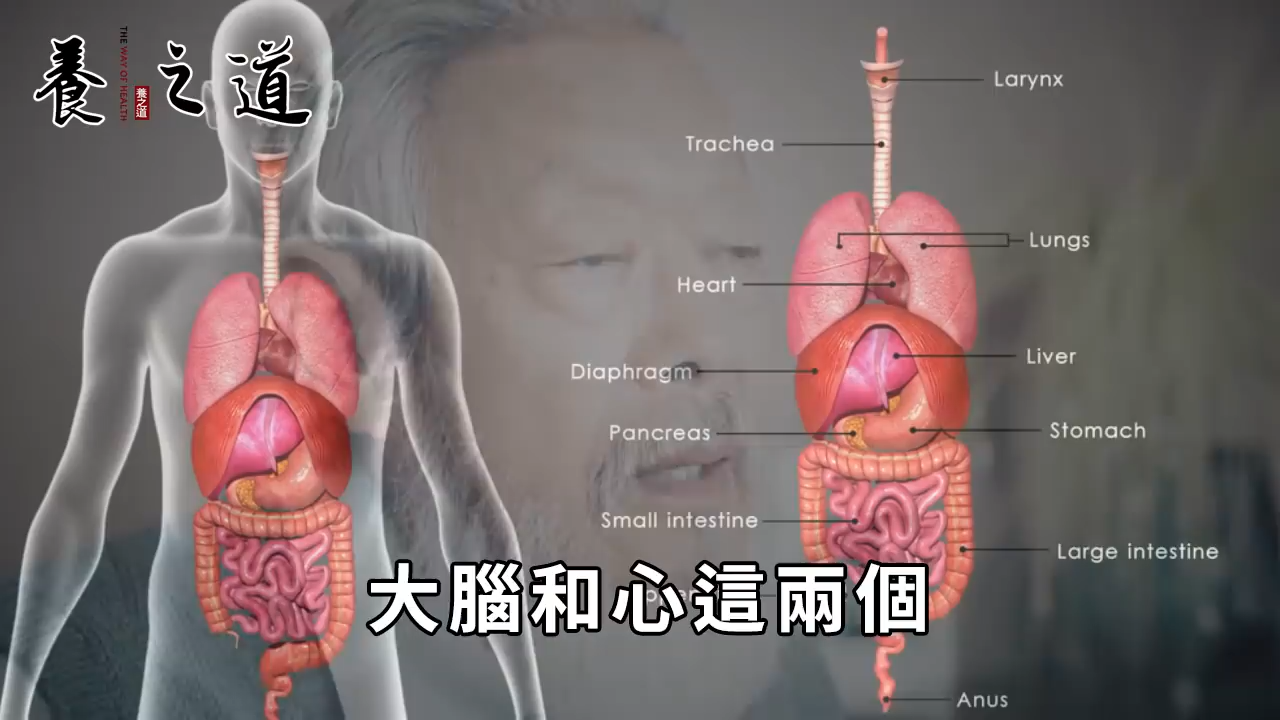 養之道
THE WAY OF HEALTH
養之道
Larynx
Trachea
Lungs
Heart
Liver
Diaphragm
Pancreas
Stomach
Small intestine
Large intestine
大腦和心這兩個
Anus